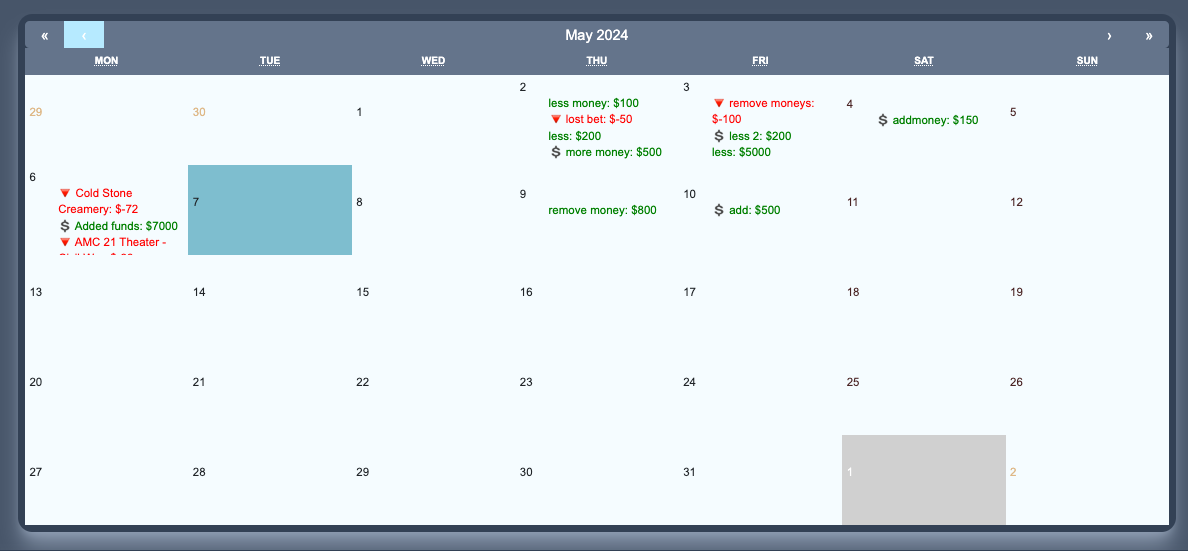 « ‹ May 2024 › »
MON TUE WED THU FRI SAT SUN
29 30 1
2
less money: $100
lost bet: $-50
less: $200
$ more money: $500
3
remove moneys:
$-100
$ less 2: $200
less: $5000
4
$ addmoney: $150
5
6
Cold Stone
Creamery: $-72
$ Added funds: $7000
AMC 21 Theater -
7 8
9
remove money: $800
10
$ add: $500
11 12
13 14 15 16 17 18 19
20 21 22 23 24 25 26
27 28 29 30 31 1 2